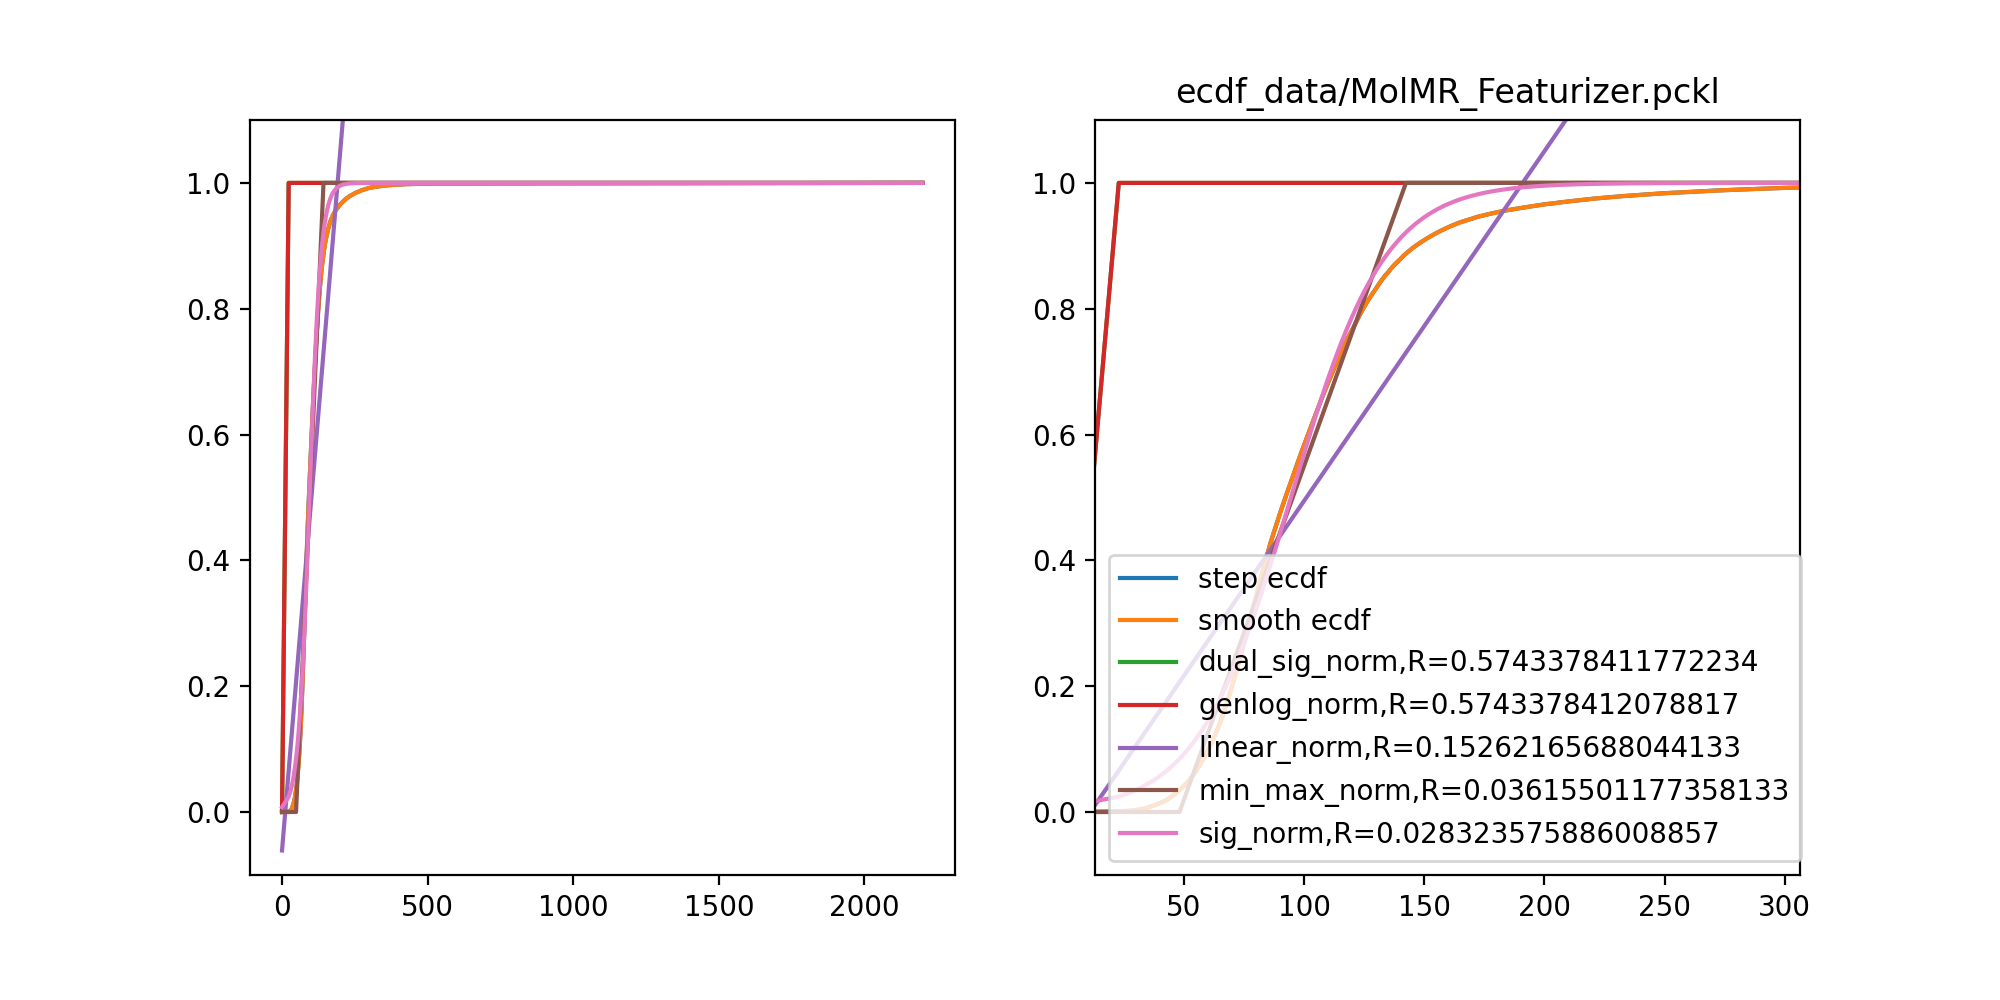 ecdf_data/MolMR_Featurizer.pckl
1.0
0.8
0.6
0.4
0.2
0.0
0
500
1000
1500
2000
1.0
0.8
0.6
0.4
0.2
0.0
50
100
150
200
250
300
step ecdf
smooth ecdf
dual_sig_norm,R=0.5743378411772234
genlog_norm,R=0.5743378412078817
linear_norm,R=0.15262165688044133
min_max_norm,R=0.03615501177358133
sig_norm,R=0.028323575886008857